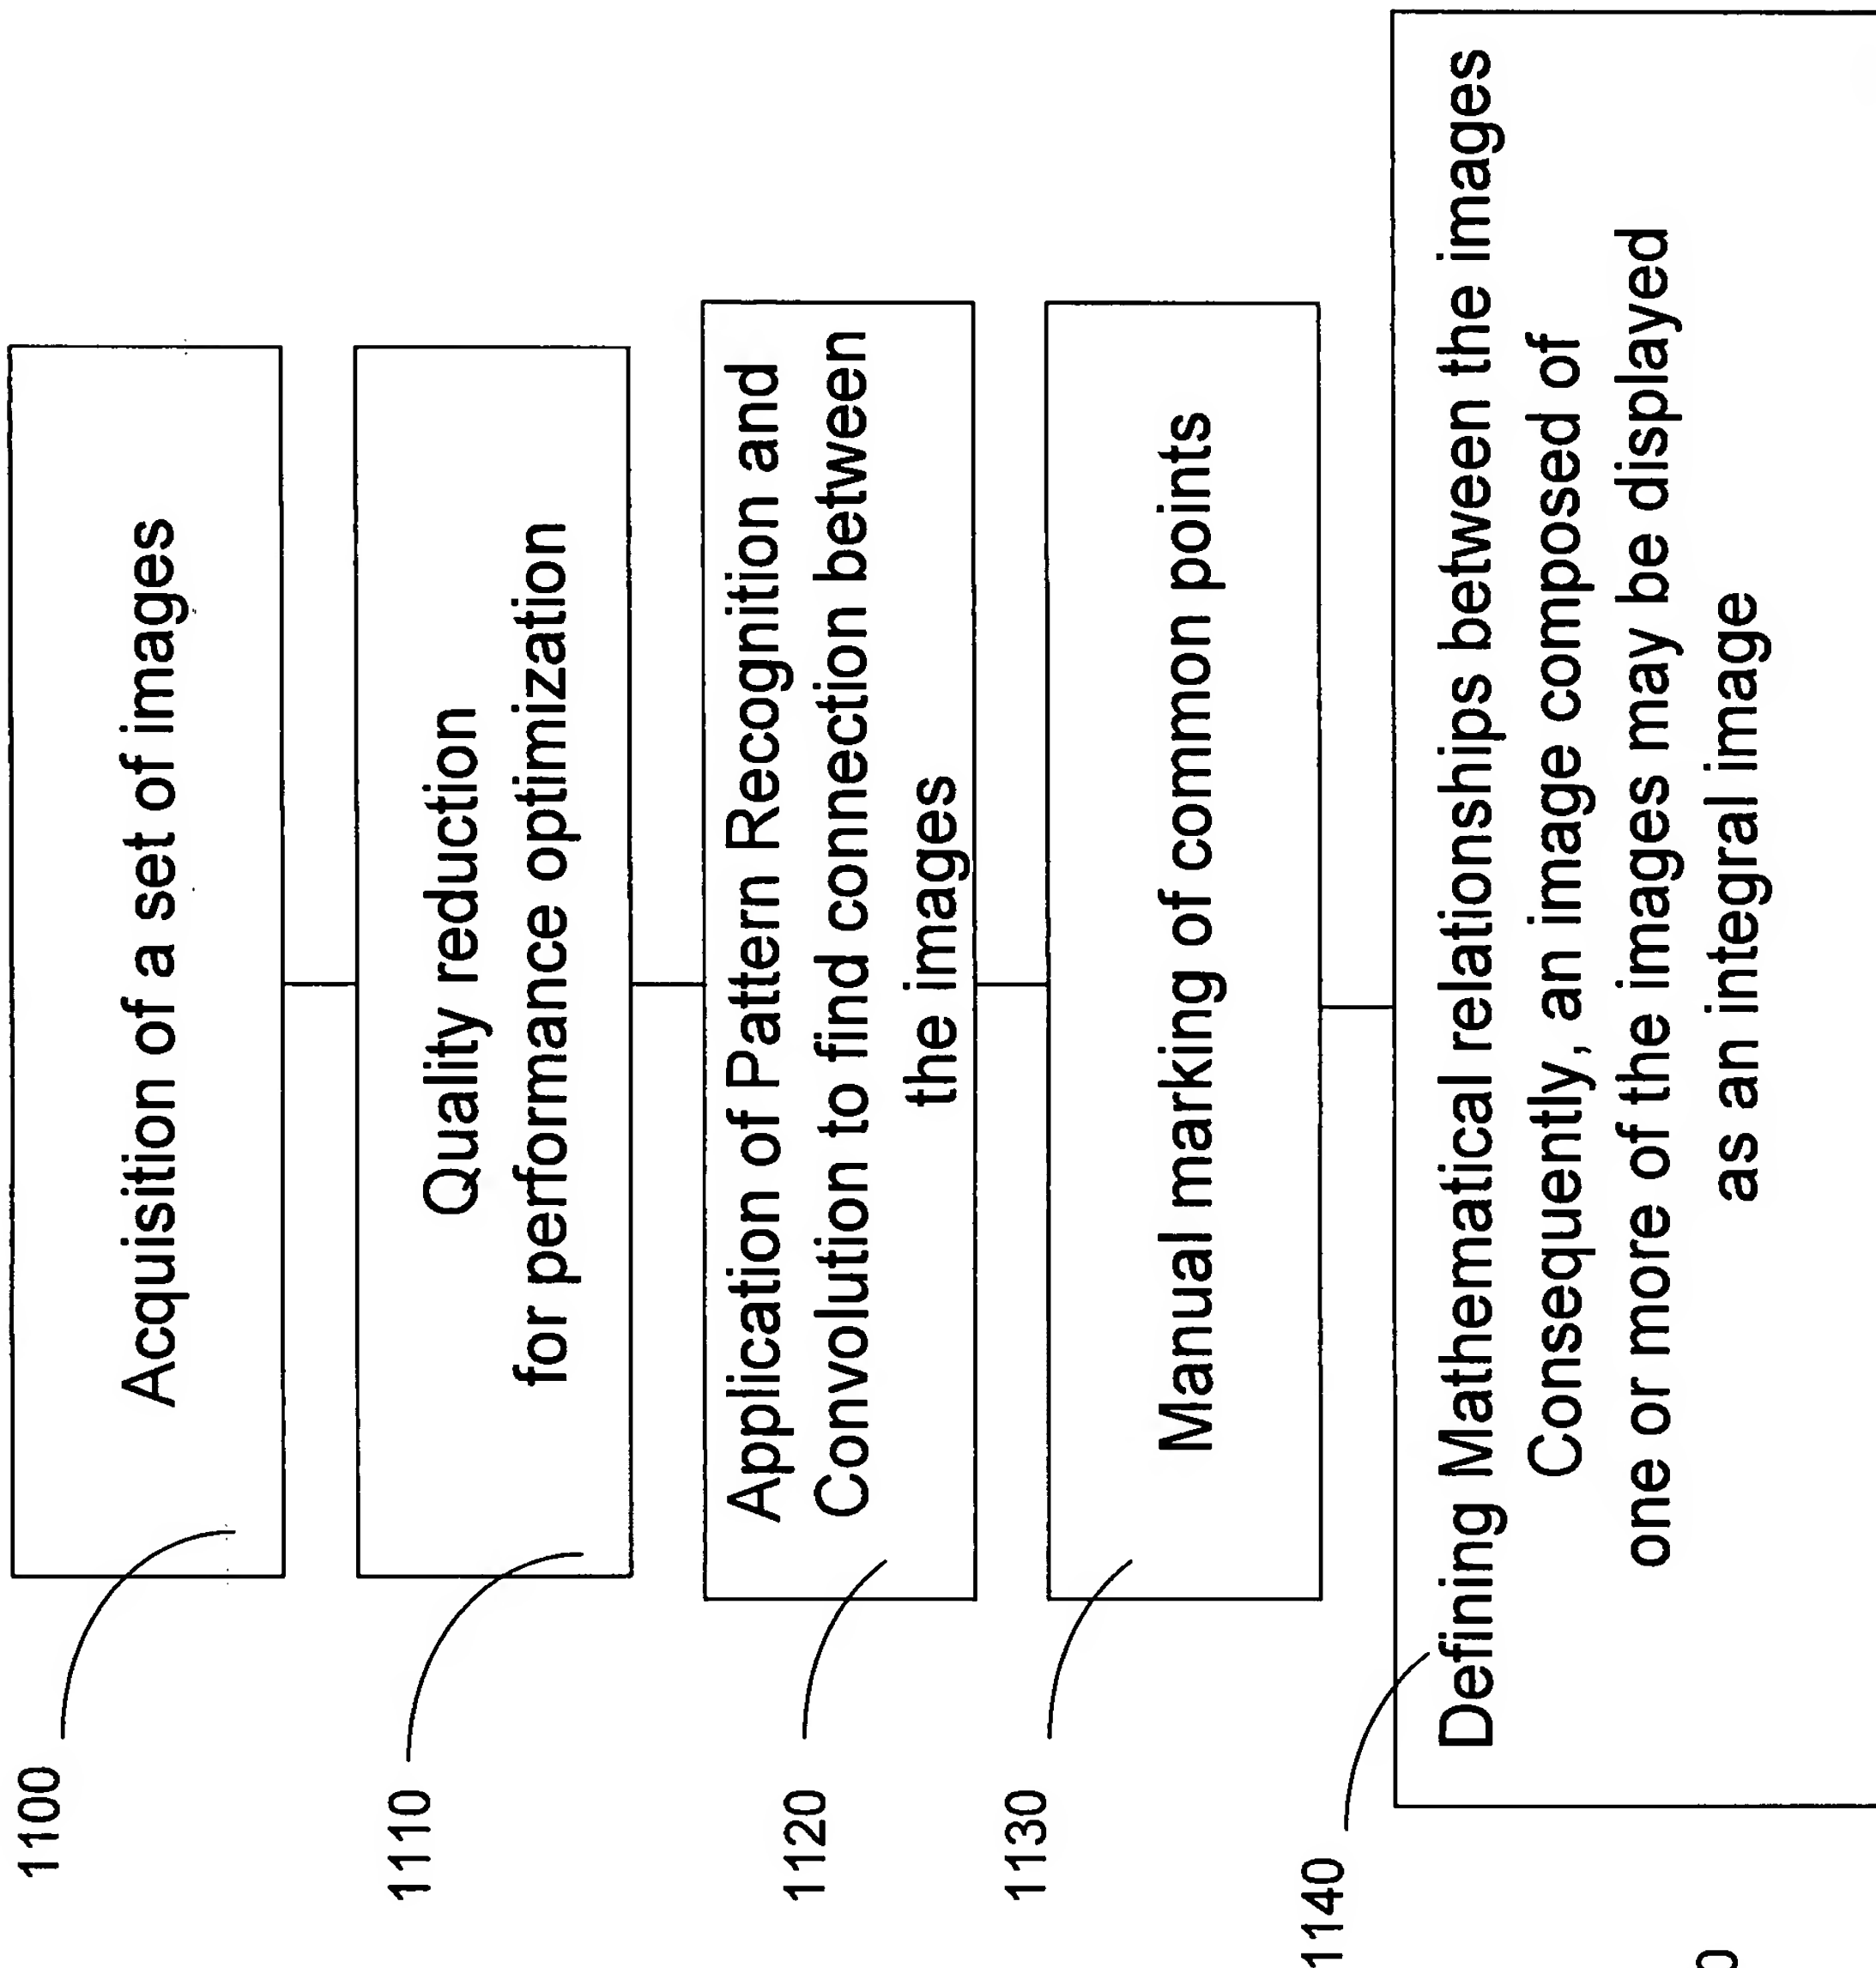 1100
Acquisition of a set of images
1110
Quality reduction
for performance optimization
1120
Application of Pattern Recognition and
Convolution to find connection between
the images
1130
Manual marking of common points
1140
Defining Mathematical relationships between the images
Consequently, an image composed of
one or more of the images may be displayed
as an integral image